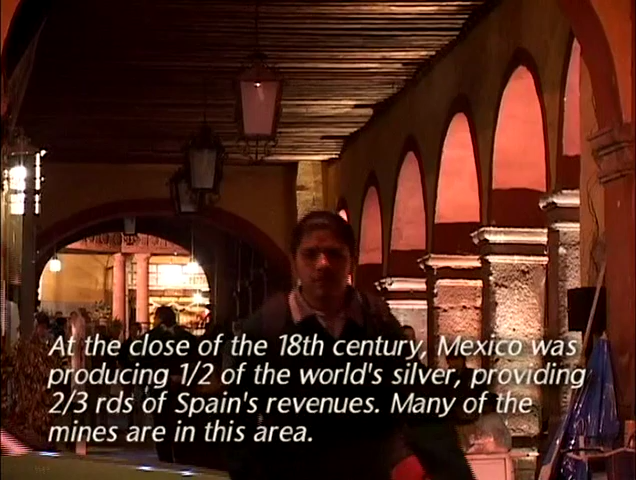 At the close of the 18th century, Mexico was
producing 1/2 of the world's silver, providing
2/3 rds of Spain's revenues. Many of the
mines are in this area.